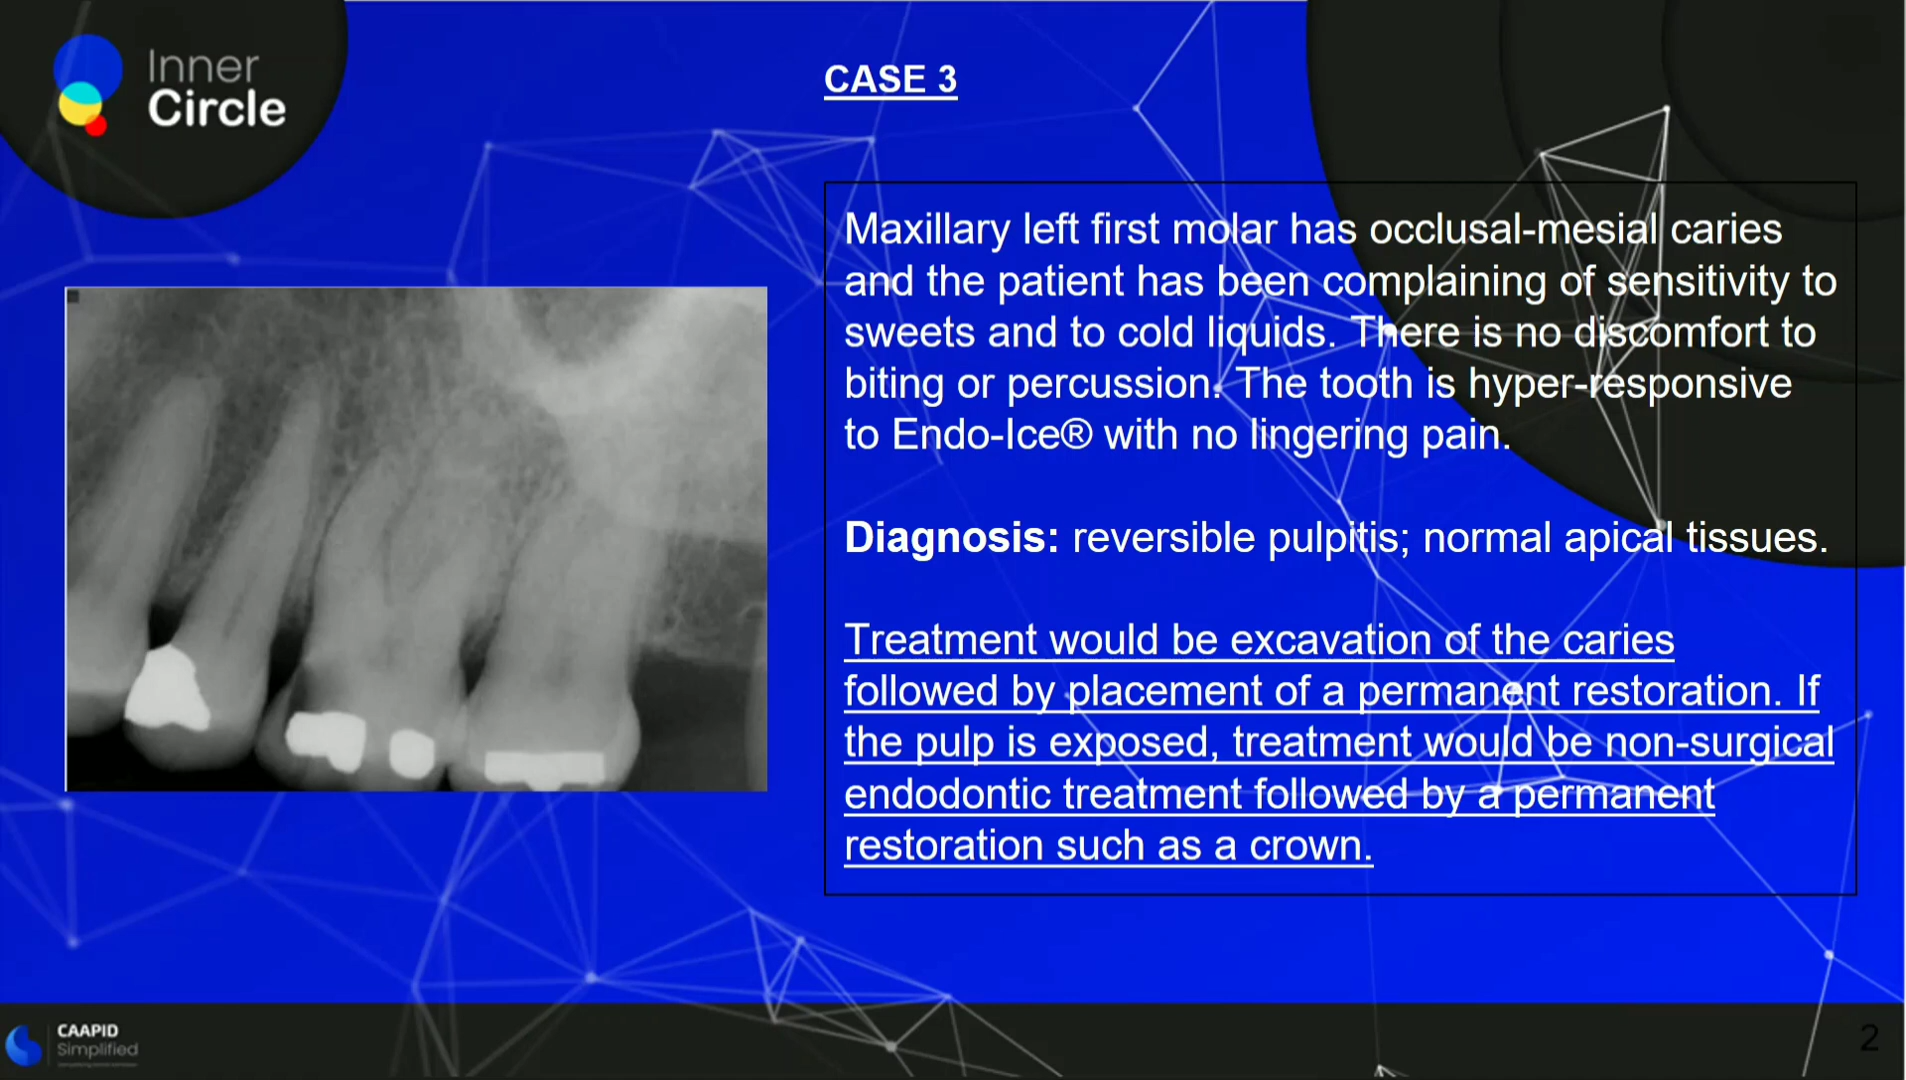 Inner
Circle
CASE 3
Maxillary left first molar has occlusal-mesial caries
and the patient has been complaining of sensitivity to
sweets and to cold liquids. There is no discomfort to
biting or percussion. The tooth is hyper-responsive
to Endo-Ice® with no lingering pain.
Diagnosis: reversible pulpitis; normal apical tissues.
Treatment would be excavation of the caries
followed by placement of a permanent restoration. If
the pulp is exposed, treatment would be non-surgical
endodontic treatment followed by a permanent
restoration such as a crown.
CAAPID
Simplified
2